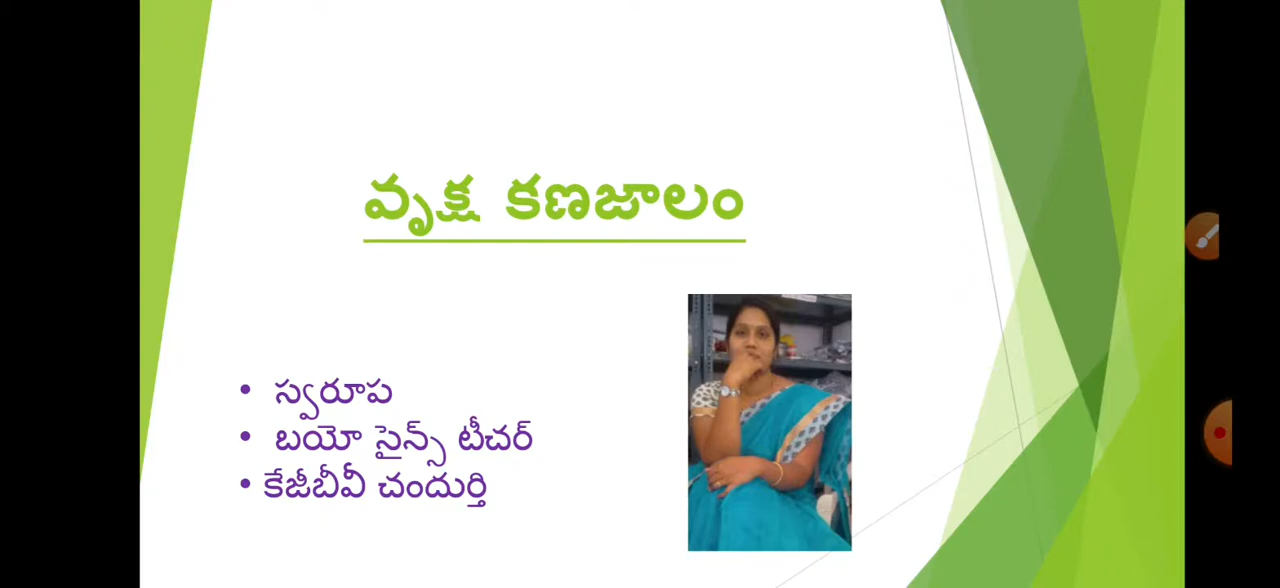 వృక్ష కణజాలం
• స్వరూప
• బయో సైన్స్ టీచర్
• కేజీబీవీ చందుర్తి